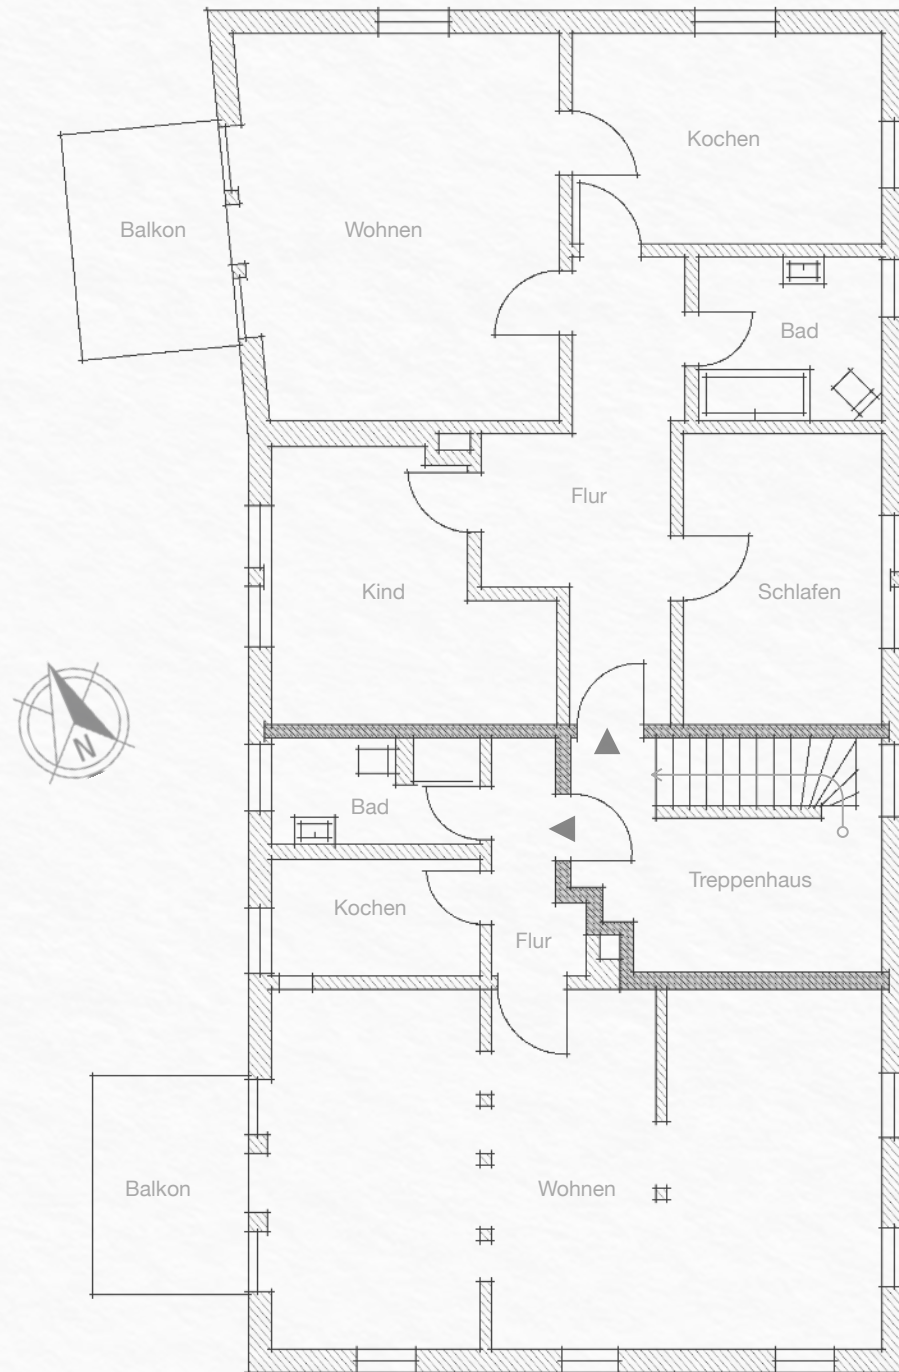 Kochen
Balkon
Wohnen
Bad
Flur
Kind
Schlafen
N
Bad
Treppenhaus
Kochen
Flur
Balkon
Wohnen